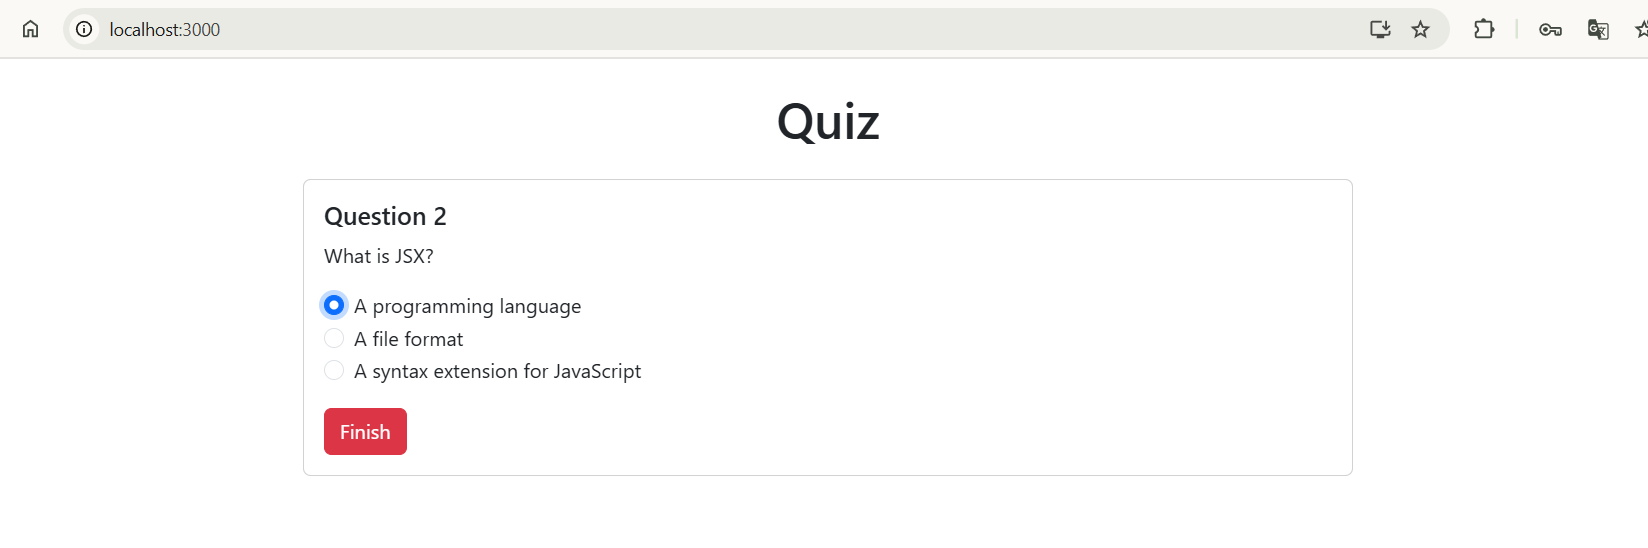 localhost:3000
Quiz
Question 2
What is JSX?
A programming language
A file format
A syntax extension for JavaScript
Finish